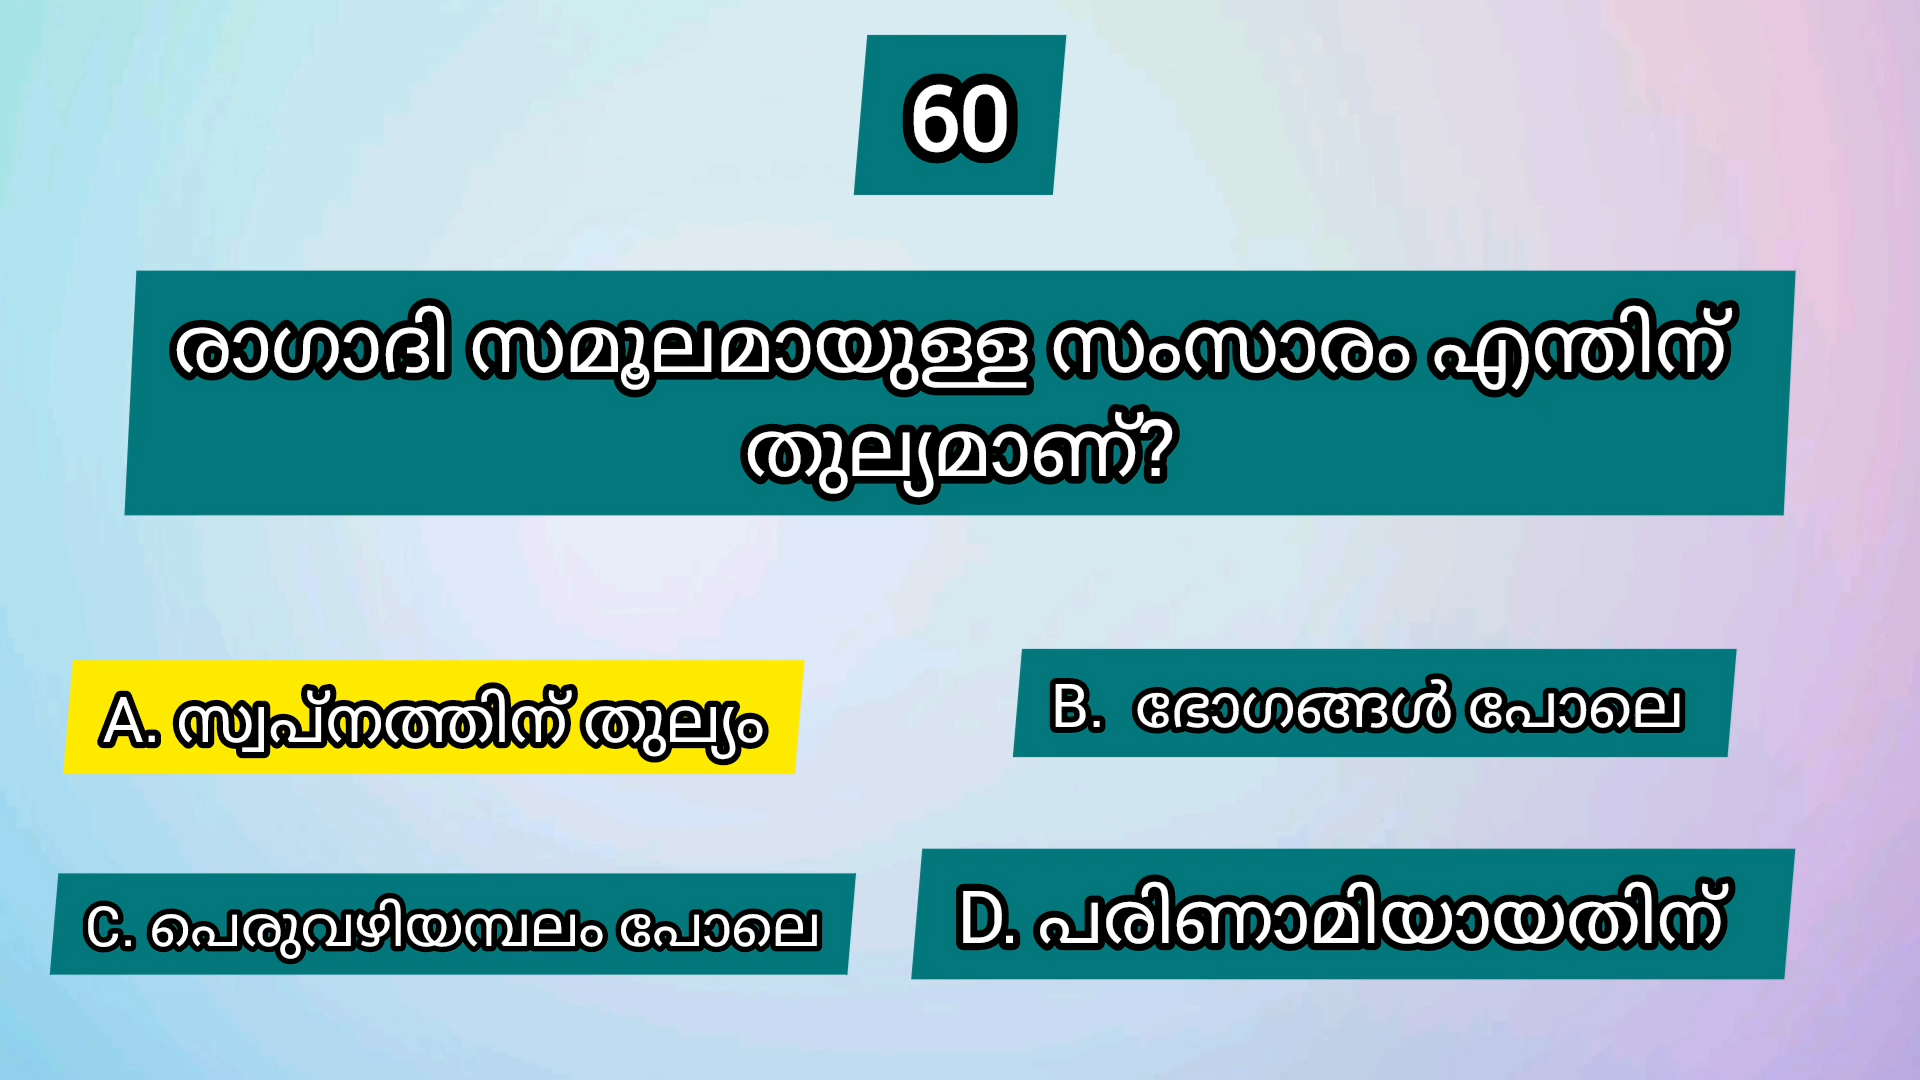 60
രാഗാദി സമൂലമായുള്ള സംസാരം എന്തിന്
തുല്യമാണ്?
A. സ്വപ്നത്തിന് തുല്യം
B. ഭോഗങ്ങൾ പോലെ
C. പെരുവഴിയമ്പലം പോലെ
D. പരിണാമിയായതിന്